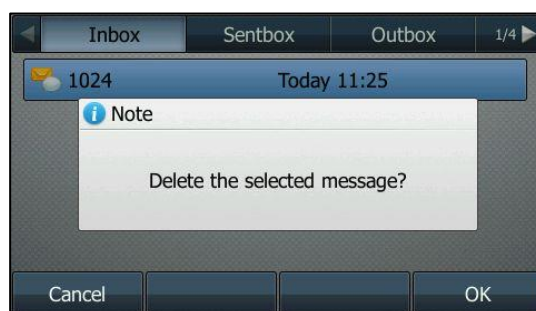 Inbox Sentbox Outbox 1/4
1024 Today 11:25
Note
Delete the selected message?
Cancel OK